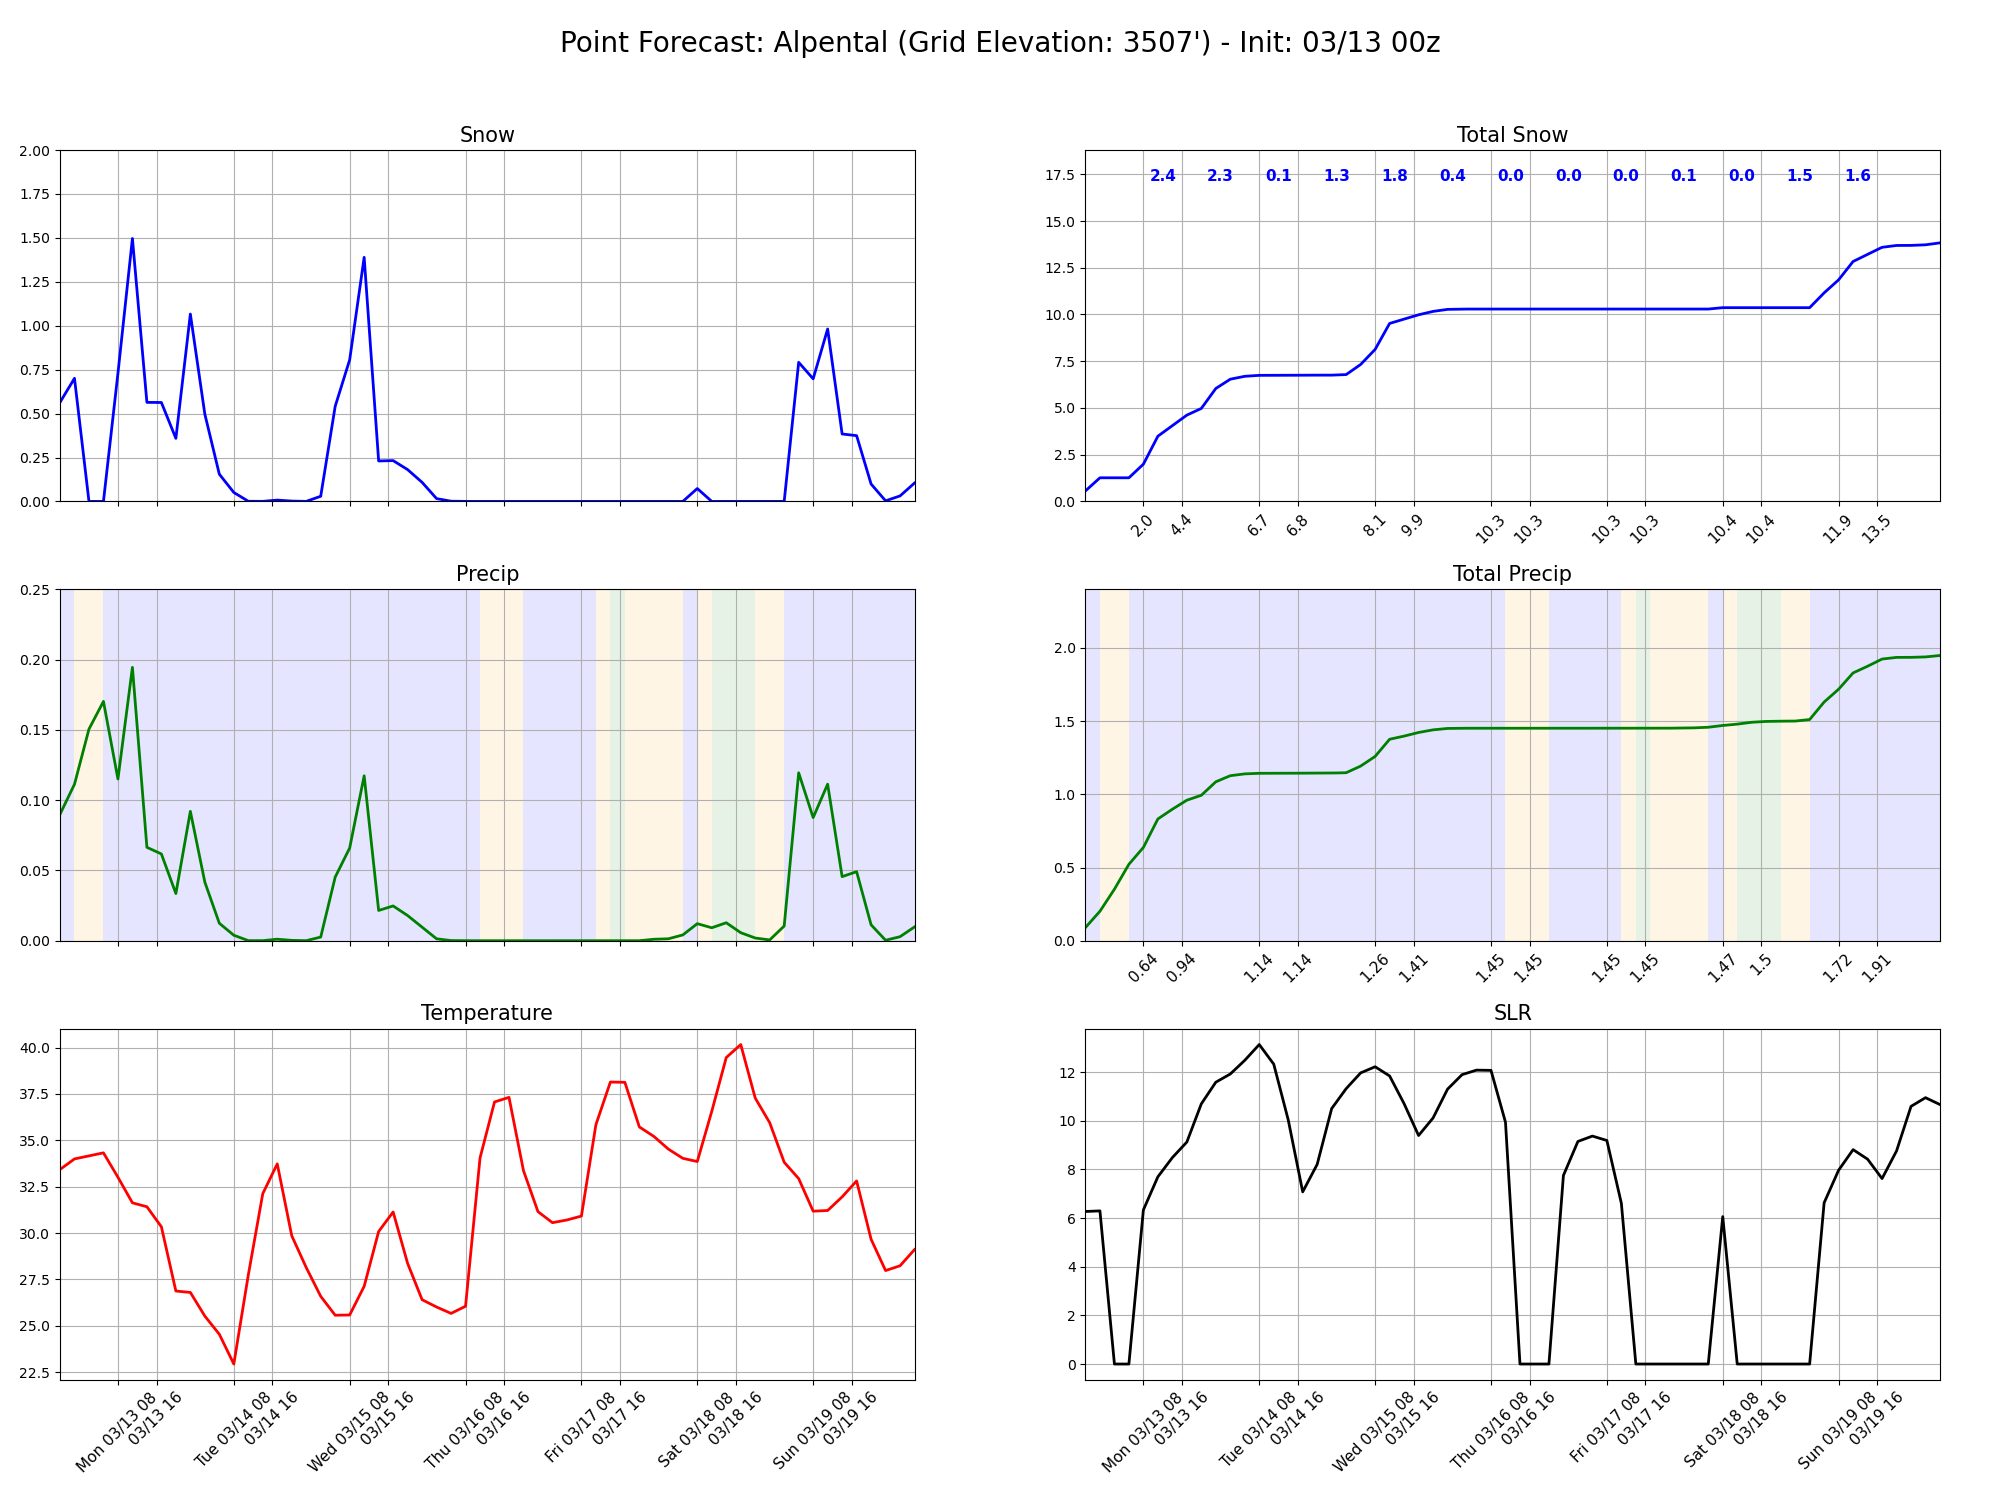 Point Forecast: Alpental (Grid Elevation: 3507') - Init: 03/13 00z
Snow
2.00
1.75
1.50
1.25
1.00
0.75
0.50
0.25
0.00
Total Snow
17.5
15.0
12.5
10.0
7.5
5.0
2.5
0.0
2.4 2.3 0.1 1.3 1.8 0.4 0.0 0.0 0.0 0.1 0.0 1.5 1.6
2.0 4.4 6.7 6.8 8.1 9.9 10.3 10.3 10.3 10.3 10.4 10.4 11.9 13.5
Precip
0.25
0.20
0.15
0.10
0.05
0.00
Total Precip
2.0
1.5
1.0
0.5
0.0
0.64 0.94 1.14 1.14 1.26 1.41 1.45 1.45 1.45 1.45 1.47 1.5 1.72 1.91
Temperature
40.0
37.5
35.0
32.5
30.0
27.5
25.0
22.5
Mon 03/13 08
03/13 16
Tue 03/14 08
03/14 16
Wed 03/15 08
03/15 16
Thu 03/16 08
03/16 16
Fri 03/17 08
03/17 16
Sat 03/18 08
03/18 16
Sun 03/19 08
03/19 16
SLR
12
10
8
6
4
2
0
Mon 03/13 08
03/13 16
Tue 03/14 08
03/14 16
Wed 03/15 08
03/15 16
Thu 03/16 08
03/16 16
Fri 03/17 08
03/17 16
Sat 03/18 08
03/18 16
Sun 03/19 08
03/19 16